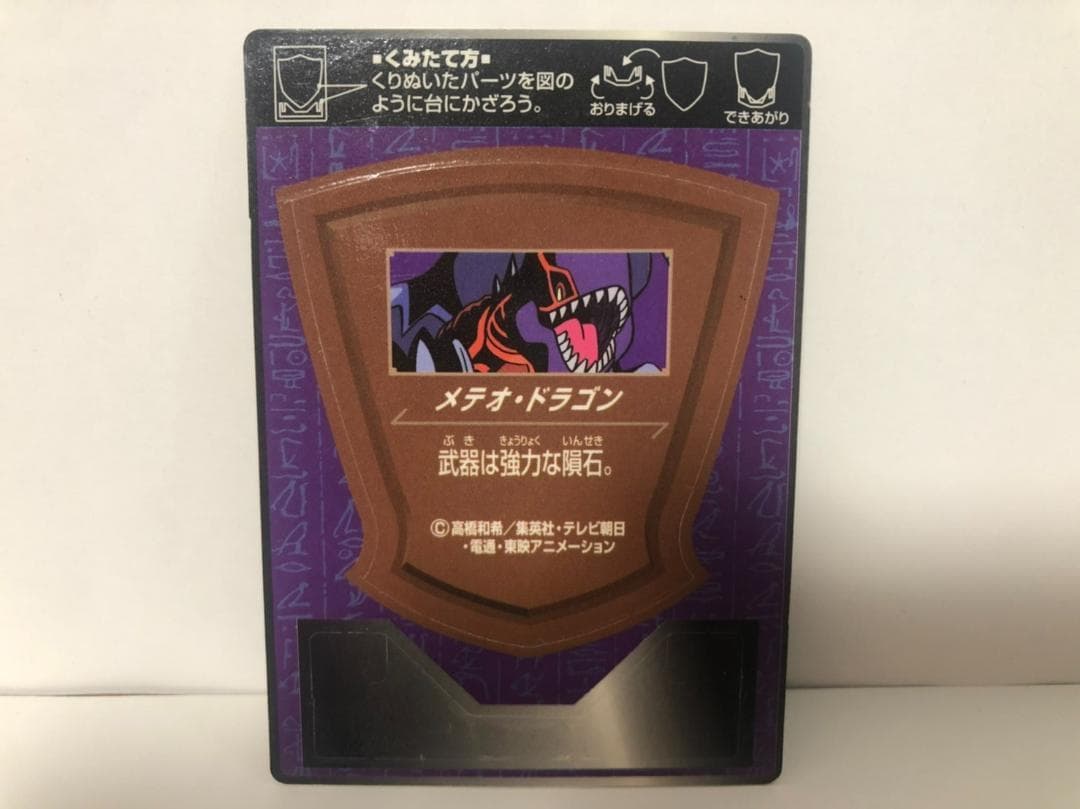 ■くみたて方■
くりぬいたパーツを図の
ように台にかざろう。
おりまげる
できあがり
メテオ・ドラゴン
ぶき きょうりょく いんせき
武器は強力な隕石。
©高橋和希／集英社・テレビ朝日
・電通・東映アニメーション